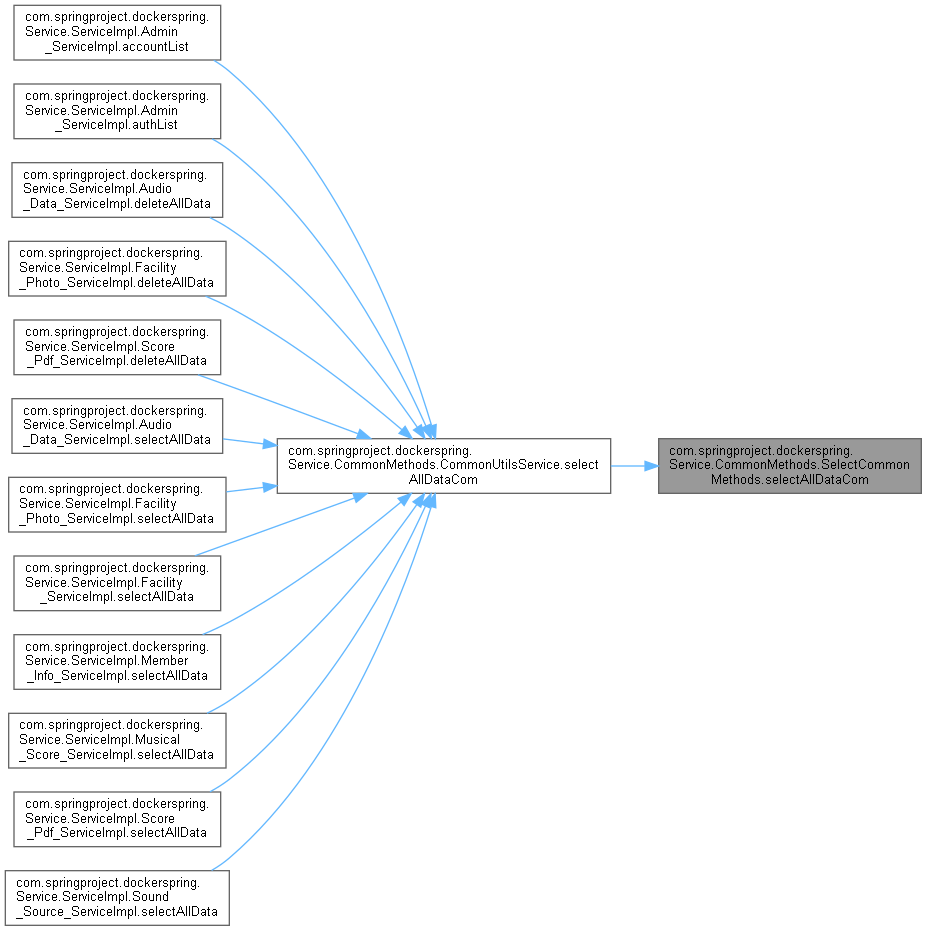 com.springproject.dockerspring.
Service.ServiceImpl.Admin
_ServiceImpl.accountList
com.springproject.dockerspring.
Service.ServiceImpl.Admin
_ServiceImpl.authList
com.springproject.dockerspring.
Service.ServiceImpl.Audio
_Data_ServiceImpl.deleteAllData
com.springproject.dockerspring.
Service.ServiceImpl.Facility
_Photo_ServiceImpl.deleteAllData
com.springproject.dockerspring.
Service.ServiceImpl.Score
_Pdf_ServiceImpl.deleteAllData
com.springproject.dockerspring.
Service.ServiceImpl.Audio
_Data_ServiceImpl.selectAllData
com.springproject.dockerspring.
Service.ServiceImpl.Facility
_Photo_ServiceImpl.selectAllData
com.springproject.dockerspring.
Service.ServiceImpl.Facility
_ServiceImpl.selectAllData
com.springproject.dockerspring.
Service.ServiceImpl.Member
_Info_ServiceImpl.selectAllData
com.springproject.dockerspring.
Service.ServiceImpl.Musical
_Score_ServiceImpl.selectAllData
com.springproject.dockerspring.
Service.ServiceImpl.Score
_Pdf_ServiceImpl.selectAllData
com.springproject.dockerspring.
Service.ServiceImpl.Sound
_Source_ServiceImpl.selectAllData
com.springproject.dockerspring.
Service.CommonMethods.CommonUtilsService.select
AllDataCom
com.springproject.dockerspring.
Service.CommonMethods.SelectCommon
Methods.selectAllDataCom